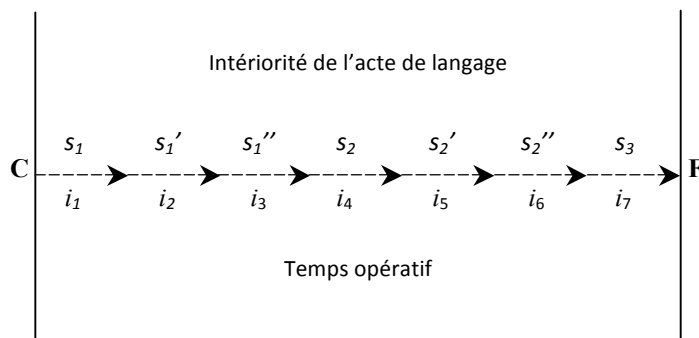 Intériorité de l’acte de langage
s₁ s₁’ s₁’’ s₂ s₂’ s₂’’ s₃
C F
i₁ i₂ i₃ i₄ i₅ i₆ i₇
Temps opératif